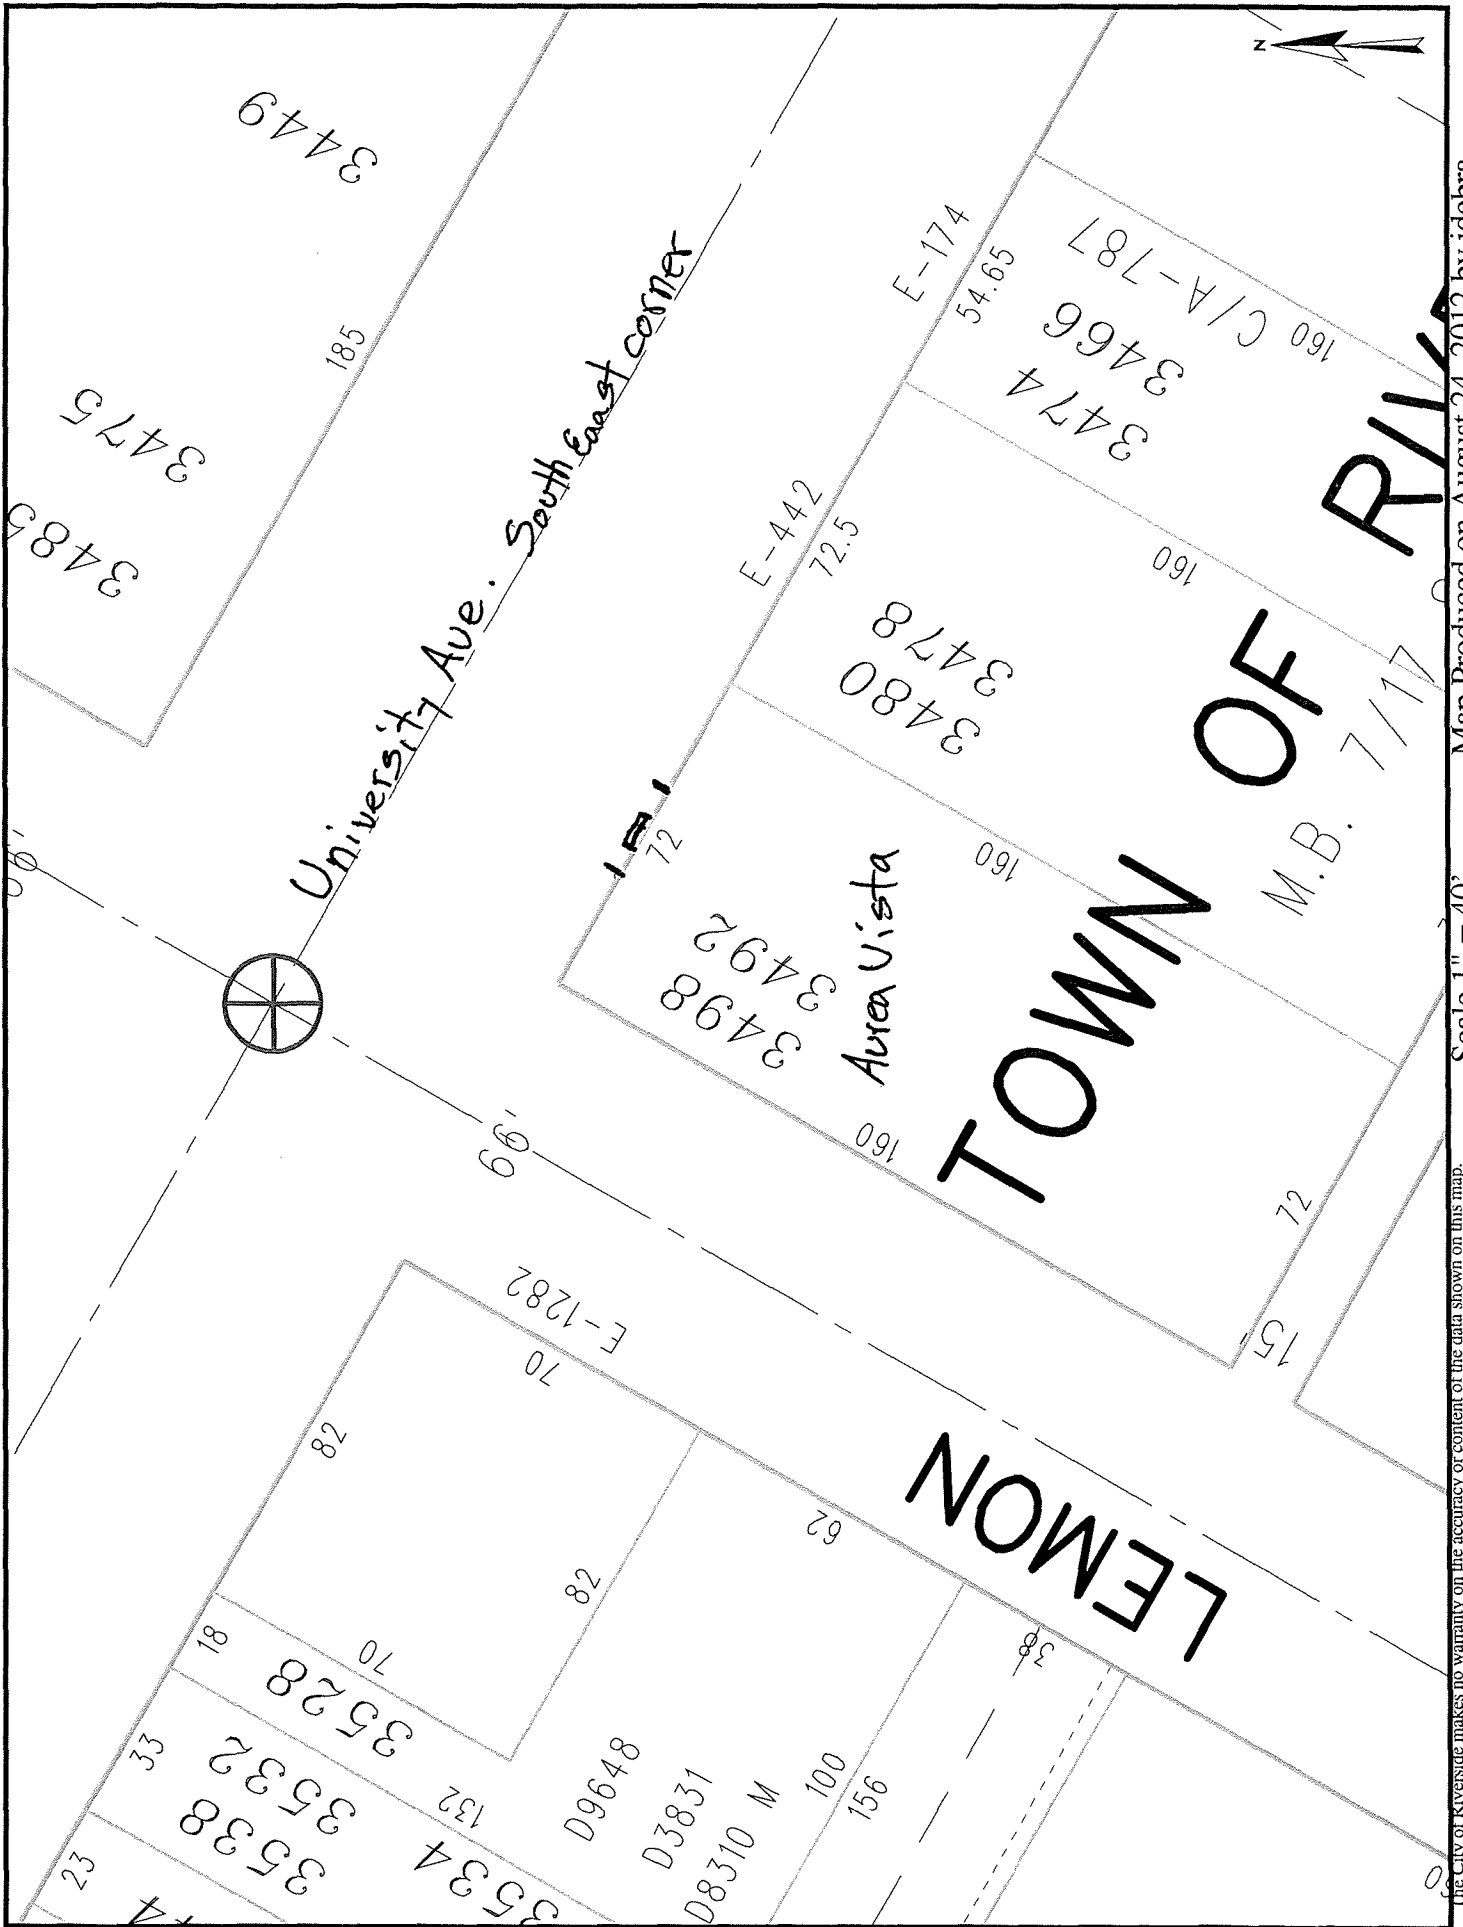 3449
3475
185
University Ave. South Eaast corner
E-174
54.65
C/A-787
3466
3474
160
E-442
72.5
3478
3480
160
72
3492
3498
Aurea Vista
160
160
72
15
TOWN OF
M.B. 7/17
66'
E-1282
70
82
82
62
LEMON
38
18
70
3528
33
3532
3538
132
3534
23
D9648
D3831
D8310 M
100
156
N
The City of Riverside makes no warranty on the accuracy or content of the data shown on this map.
Scale 1" = 40'
Map Produced on August 24, 2012 by